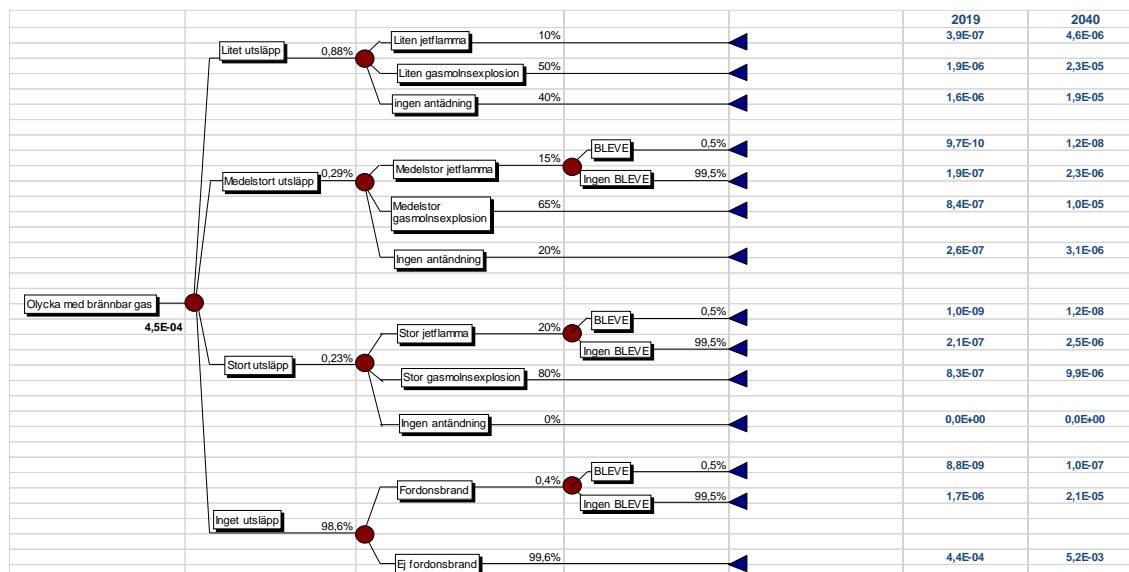 2019 2040
Liten jetflamma 10% 3,9E-07 4,6E-06
Litet utsläpp 0,88%
Liten gasmolnsexplosion 50% 1,9E-06 2,3E-05
ingen antädning 40% 1,6E-06 1,9E-05
BLEVE 0,5% 9,7E-10 1,2E-08
Medelstor jetflamma 15%
Medelstort utsläpp 0,29% Ingen BLEVE 99,5% 1,9E-07 2,3E-06
Medelstor
gasmolnsexplosion 65% 8,4E-07 1,0E-05
Ingen antändning 20% 2,6E-07 3,1E-06
Olycka med brännbar gas
4,5E-04
BLEVE 0,5% 1,0E-09 1,2E-08
Stor jetflamma 20%
Ingen BLEVE 99,5% 2,1E-07 2,5E-06
Stort utsläpp 0,23%
Stor gasmolnsexplosion 80% 8,3E-07 9,9E-06
Ingen antändning 0% 0,0E+00 0,0E+00
BLEVE 0,5% 8,8E-09 1,0E-07
Fordonsbrand 0,4%
Ingen BLEVE 99,5% 1,7E-06 2,1E-05
Inget utsläpp 98,6%
Ej fordonsbrand 99,6% 4,4E-04 5,2E-03